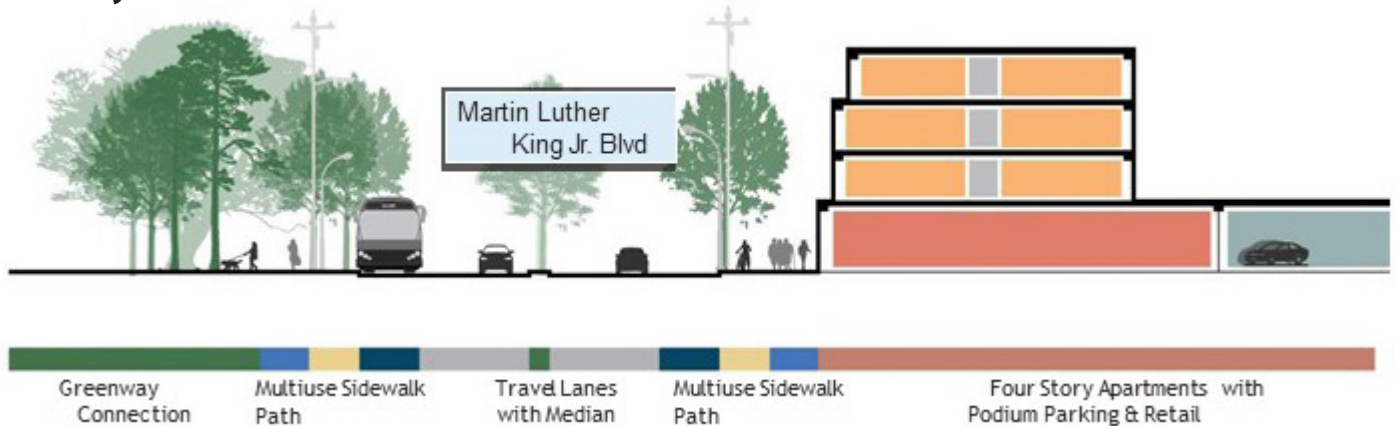 Martin Luther
King Jr. Blvd
Greenway
Connection
Multiuse Sidewalk
Path
Travel Lanes
with Median
Multiuse Sidewalk
Path
Four Story Apartments with
Podium Parking & Retail